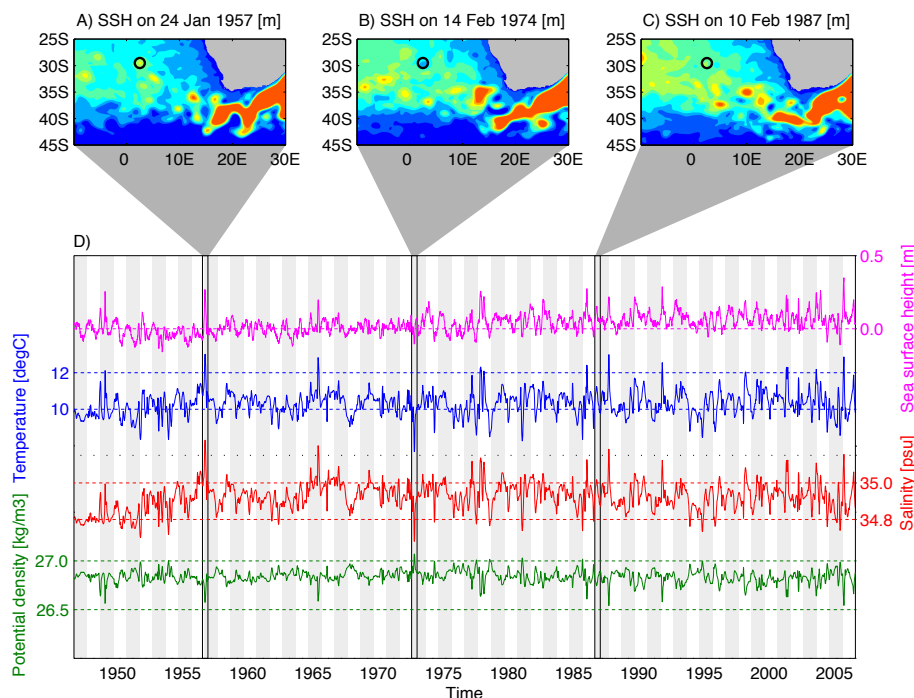 A) SSH on 24 Jan 1957 [m]
B) SSH on 14 Feb 1974 [m]
C) SSH on 10 Feb 1987 [m]
25S
30S
35S
40S
45S
0
10E
20E
30E
25S
30S
35S
40S
45S
0
10E
20E
30E
25S
30S
35S
40S
45S
0
10E
20E
30E
D)
0.5
0.0
Sea surface height [m]
Temperature [degC]
12
10
35.0
34.8
Salinity [psu]
Potential density [kg/m3]
27.0
26.5
1950
1955
1960
1965
1970
1975
1980
1985
1990
1995
2000
2005
Time